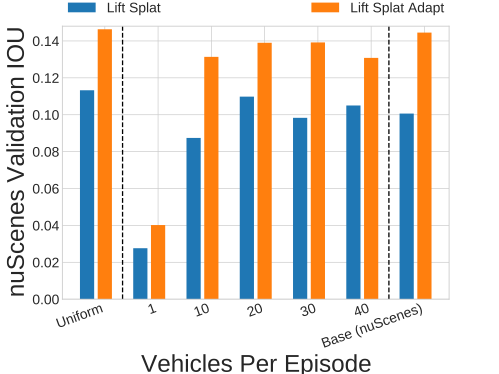 Lift Splat
Lift Splat Adapt
nuScenes Validation IOU
0.14
0.12
0.10
0.08
0.06
0.04
0.02
0.00
Uniform
1
10
20
30
40
Base (nuScenes)
Vehicles Per Episode